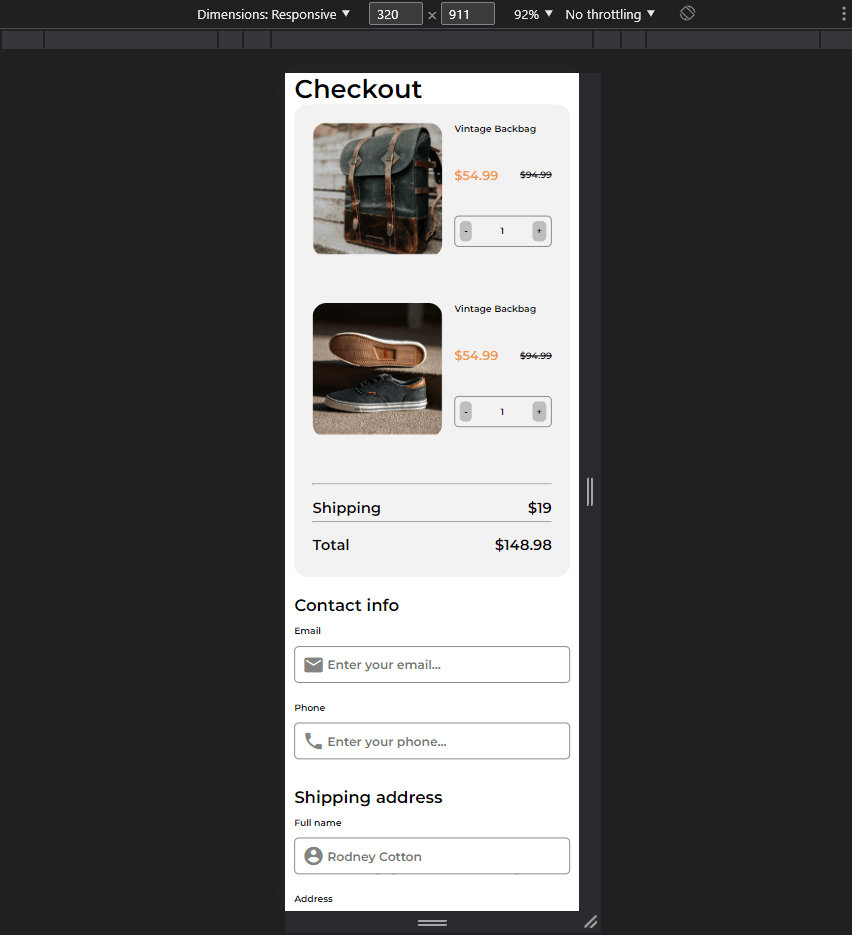 Dimensions: Responsive ▼ 320 × 911 92% ▼ No throttling ▼
Checkout
Vintage Backbag
$54.99 $94.99
- 1 +
Vintage Backbag
$54.99 $94.99
- 1 +
Shipping $19
Total $148.98
Contact info
Email
Enter your email...
Phone
Enter your phone...
Shipping address
Full name
Rodney Cotton
Address